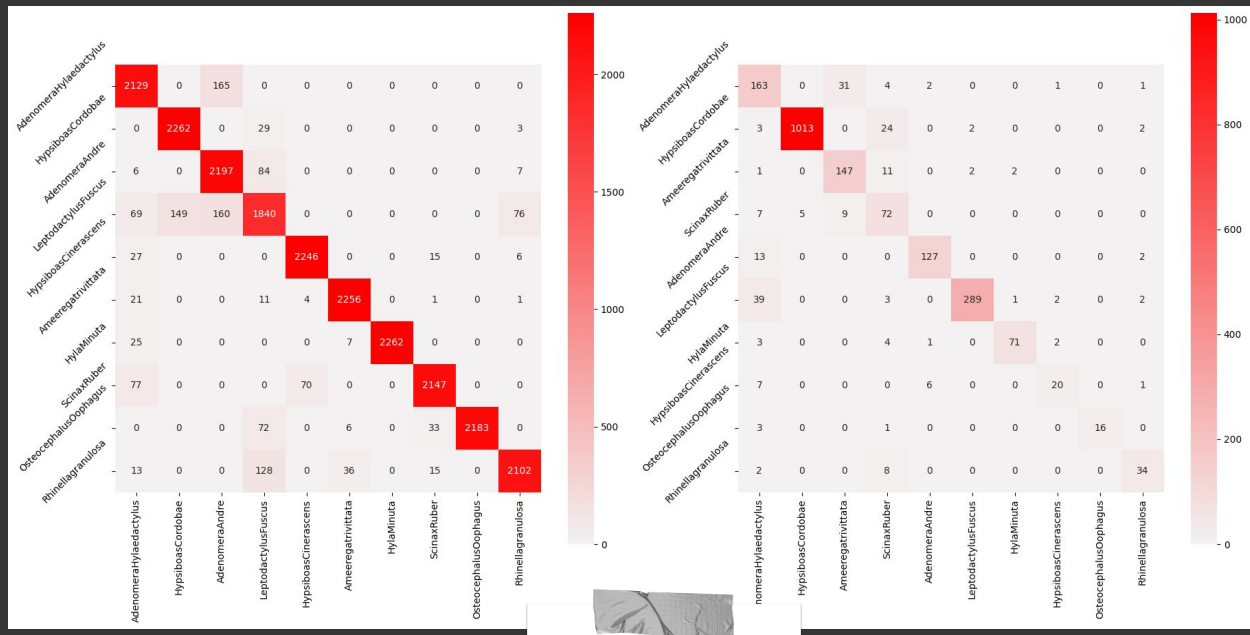 AdenomeraHylaedactylus 2129 0 165 0 0 0 0 0 0 0
HypsiboasCordobae 0 2262 0 29 0 0 0 0 0 3
AdenomeraAndre 6 0 2197 84 0 0 0 0 0 7
LeptodactylusFuscus 69 149 160 1840 0 0 0 0 0 76
HypsiboasCinerascens 27 0 0 0 2246 0 0 15 0 6
Ameeregatrivittata 21 0 0 11 4 2256 0 1 0 1
HylaMinuta 25 0 0 0 0 7 2262 0 0 0
ScinaxRuber 77 0 0 0 70 0 0 2147 0 0
OsteocephalusOophagus 0 0 0 72 0 6 0 33 2183 0
Rhinellagranulosa 13 0 0 128 0 36 0 15 0 2102
AdenomeraHylaedactylus
HypsiboasCordobae
AdenomeraAndre
LeptodactylusFuscus
HypsiboasCinerascens
Ameeregatrivittata
HylaMinuta
ScinaxRuber
OsteocephalusOophagus
Rhinellagranulosa
2000
1500
1000
500
0
AdenomeraHylaedactylus 163 0 31 4 2 0 0 1 0 1
HypsiboasCordobae 3 1013 0 24 0 2 0 0 0 2
Ameeregatrivittata 1 0 147 11 0 2 2 0 0 0
ScinaxRuber 7 5 9 72 0 0 0 0 0 0
AdenomeraAndre 13 0 0 0 127 0 0 0 0 2
LeptodactylusFuscus 39 0 0 3 0 289 1 2 0 2
HylaMinuta 3 0 0 4 1 0 71 2 0 0
HypsiboasCinerascens 7 0 0 0 6 0 0 20 0 1
OsteocephalusOophagus 3 0 0 1 0 0 0 0 16 0
Rhinellagranulosa 2 0 0 8 0 0 0 0 0 34
nomeraHylaedactylus
HypsiboasCordobae
Ameeregatrivittata
ScinaxRuber
AdenomeraAndre
LeptodactylusFuscus
HylaMinuta
HypsiboasCinerascens
OsteocephalusOophagus
Rhinellagranulosa
1000
800
600
400
200
0